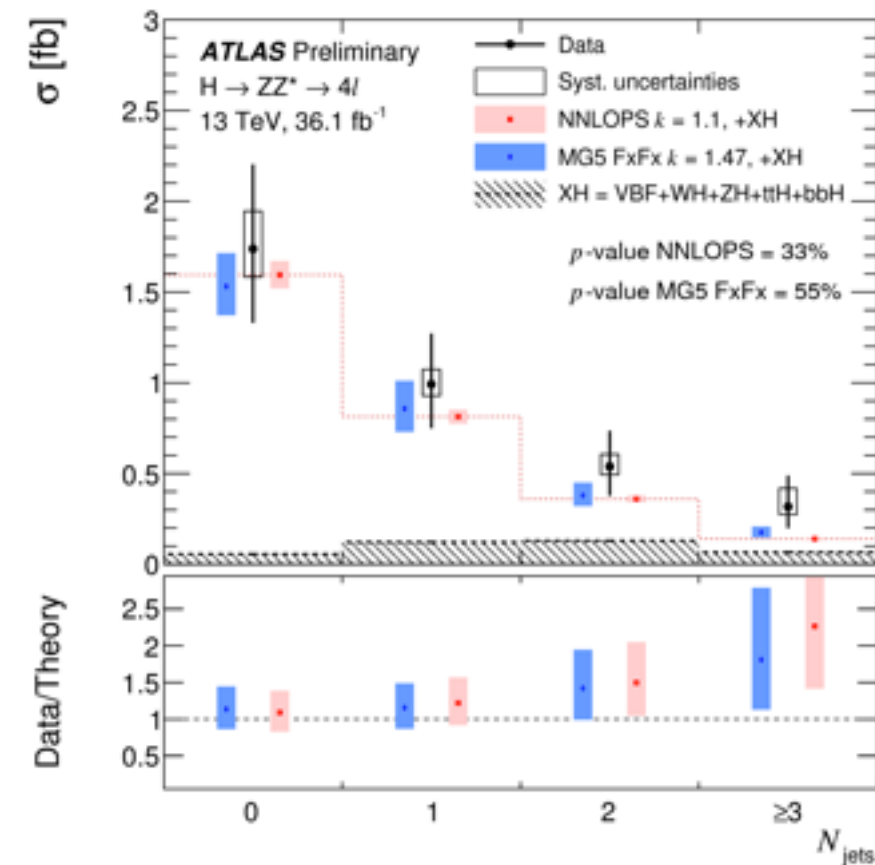 σ [fb]
3
2.5
2
1.5
1
0.5
0
ATLAS Preliminary
H → ZZ* → 4l
13 TeV, 36.1 fb⁻¹
Data
Syst. uncertainties
NNLOPS k = 1.1, +XH
MG5 FxFx k = 1.47, +XH
XH = VBF+WH+ZH+ttH+bbH
p-value NNLOPS = 33%
p-value MG5 FxFx = 55%
Data/Theory
2.5
2
1.5
1
0.5
0 1 2 ≥3
N jets